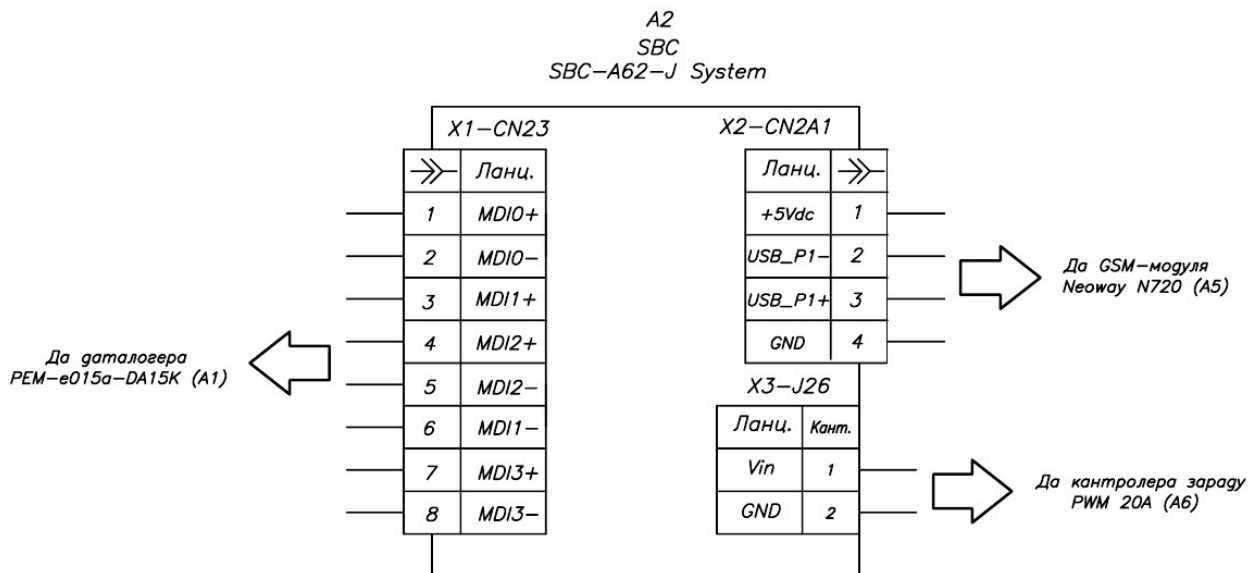 A2
SBC
SBC-A62-J System
X1-CN23
Ланц.
1 MDI0+
2 MDI0-
3 MDI1+
4 MDI2+
5 MDI2-
6 MDI1-
7 MDI3+
8 MDI3-
Да даталогера
PEM-e015a-DA15K (A1)
X2-CN2A1
Ланц.
+5Vdc 1
USB_P1- 2
USB_P1+ 3
GND 4
Да GSM-модуля
Neoway N720 (A5)
X3-J26
Ланц. Кант.
Vin 1
GND 2
Да кантролера зараду
PWM 20A (A6)